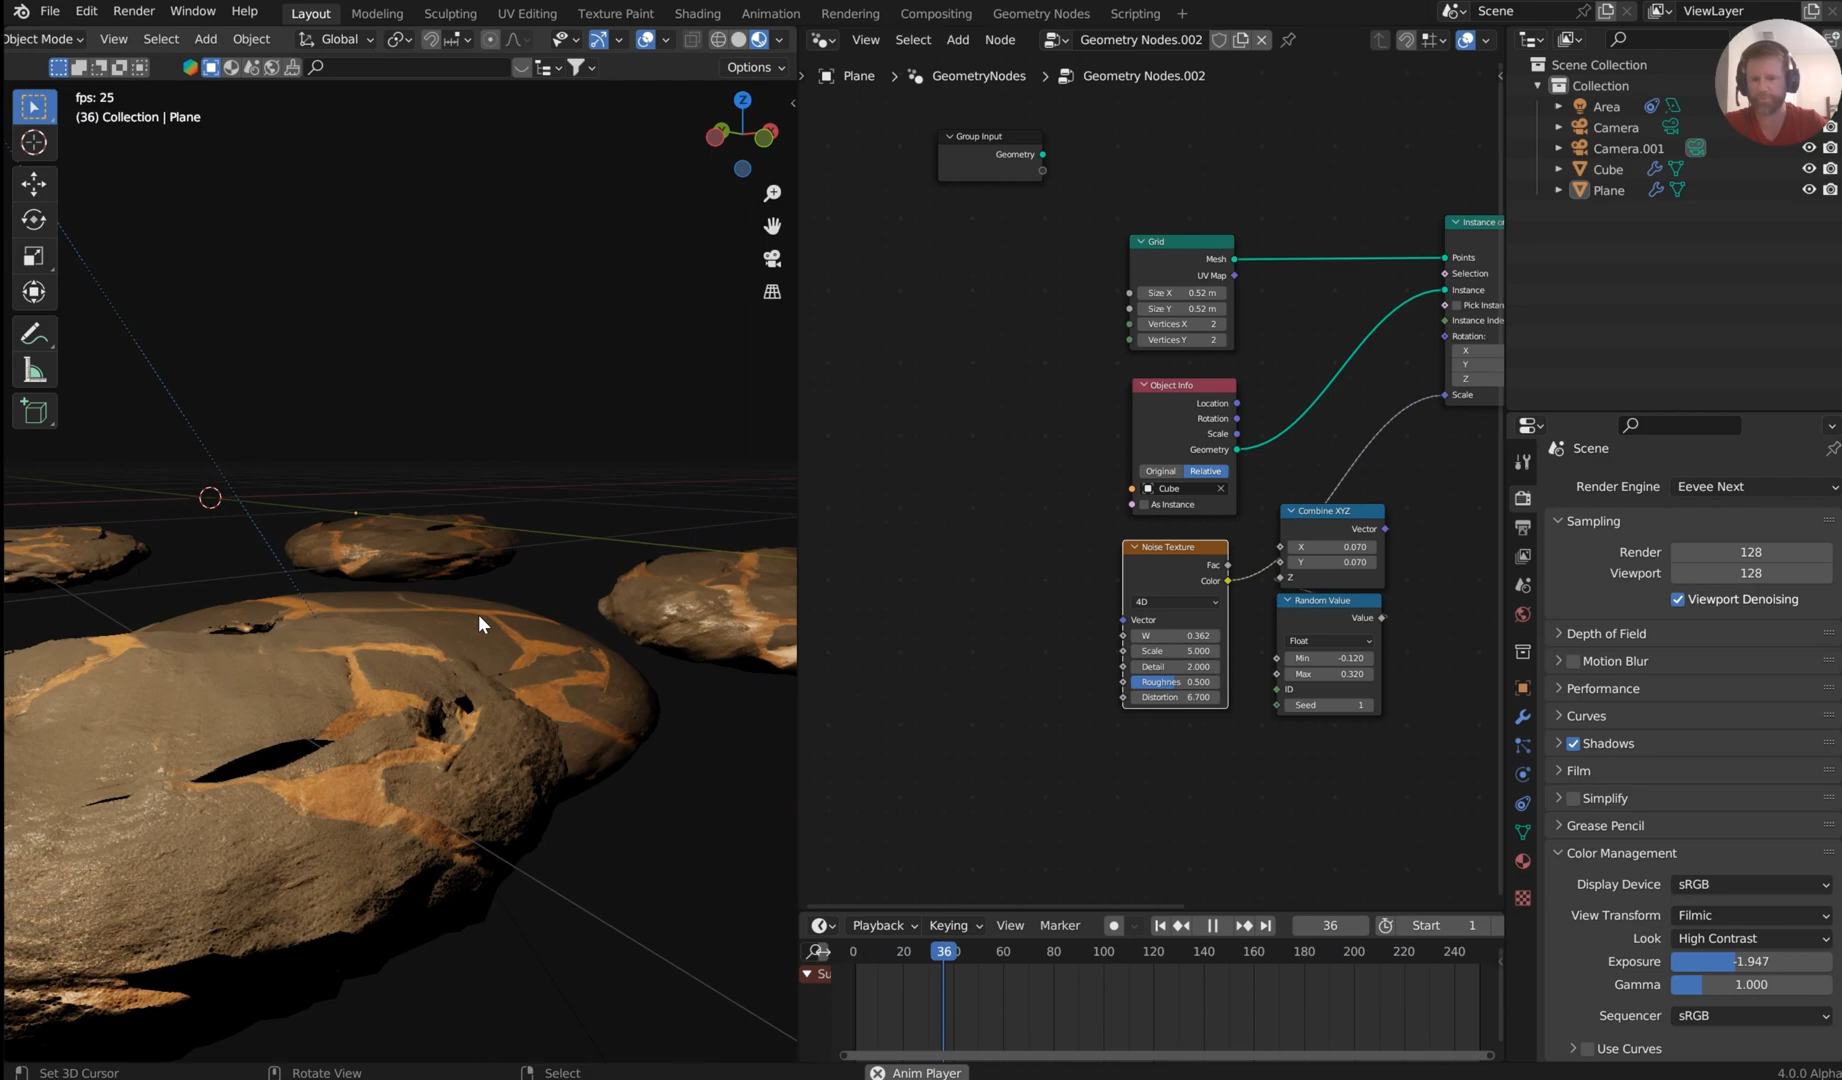 File Edit Render Window Help Layout Modeling Sculpting UV Editing Texture Paint Shading Animation Rendering Compositing Geometry Nodes Scripting + Scene ViewLayer
Object Mode View Select Add Object Global View Select Add Node Geometry Nodes.002
Options
Plane > GeometryNodes > Geometry Nodes.002
fps: 25
(36) Collection | Plane
Z
Group Input
Geometry
Grid
Mesh
UV Map
Size X 0.52 m
Size Y 0.52 m
Vertices X 2
Vertices Y 2
Object Info
Location
Rotation
Scale
Geometry
Original Relative
Cube
As Instance
Noise Texture
Fac
Color
4D
Vector
W 0.362
Scale 5.000
Detail 2.000
Roughnes 0.500
Distortion 6.700
Combine XYZ
Vector
X 0.070
Y 0.070
Z
Random Value
Value
Float
Min -0.120
Max 0.320
ID
Seed 1
Instance or
Points
Selection
Instance
Pick Instan
Instance Inde
Rotation:
X
Y
Z
Scale
Scene Collection
Collection
Area
Camera
Camera.001
Cube
Plane
Scene
Render Engine Eevee Next
Sampling
Render 128
Viewport 128
Viewport Denoising
Depth of Field
Motion Blur
Performance
Curves
Shadows
Film
Simplify
Grease Pencil
Color Management
Display Device sRGB
View Transform Filmic
Look High Contrast
Exposure -1.947
Gamma 1.000
Sequencer sRGB
Use Curves
Playback Keying View Marker 36 Start 1
0 20 36 60 80 100 120 140 160 180 200 220 240
Su
Set 3D Cursor Rotate View Select Anim Player 4.0.0 Alpha